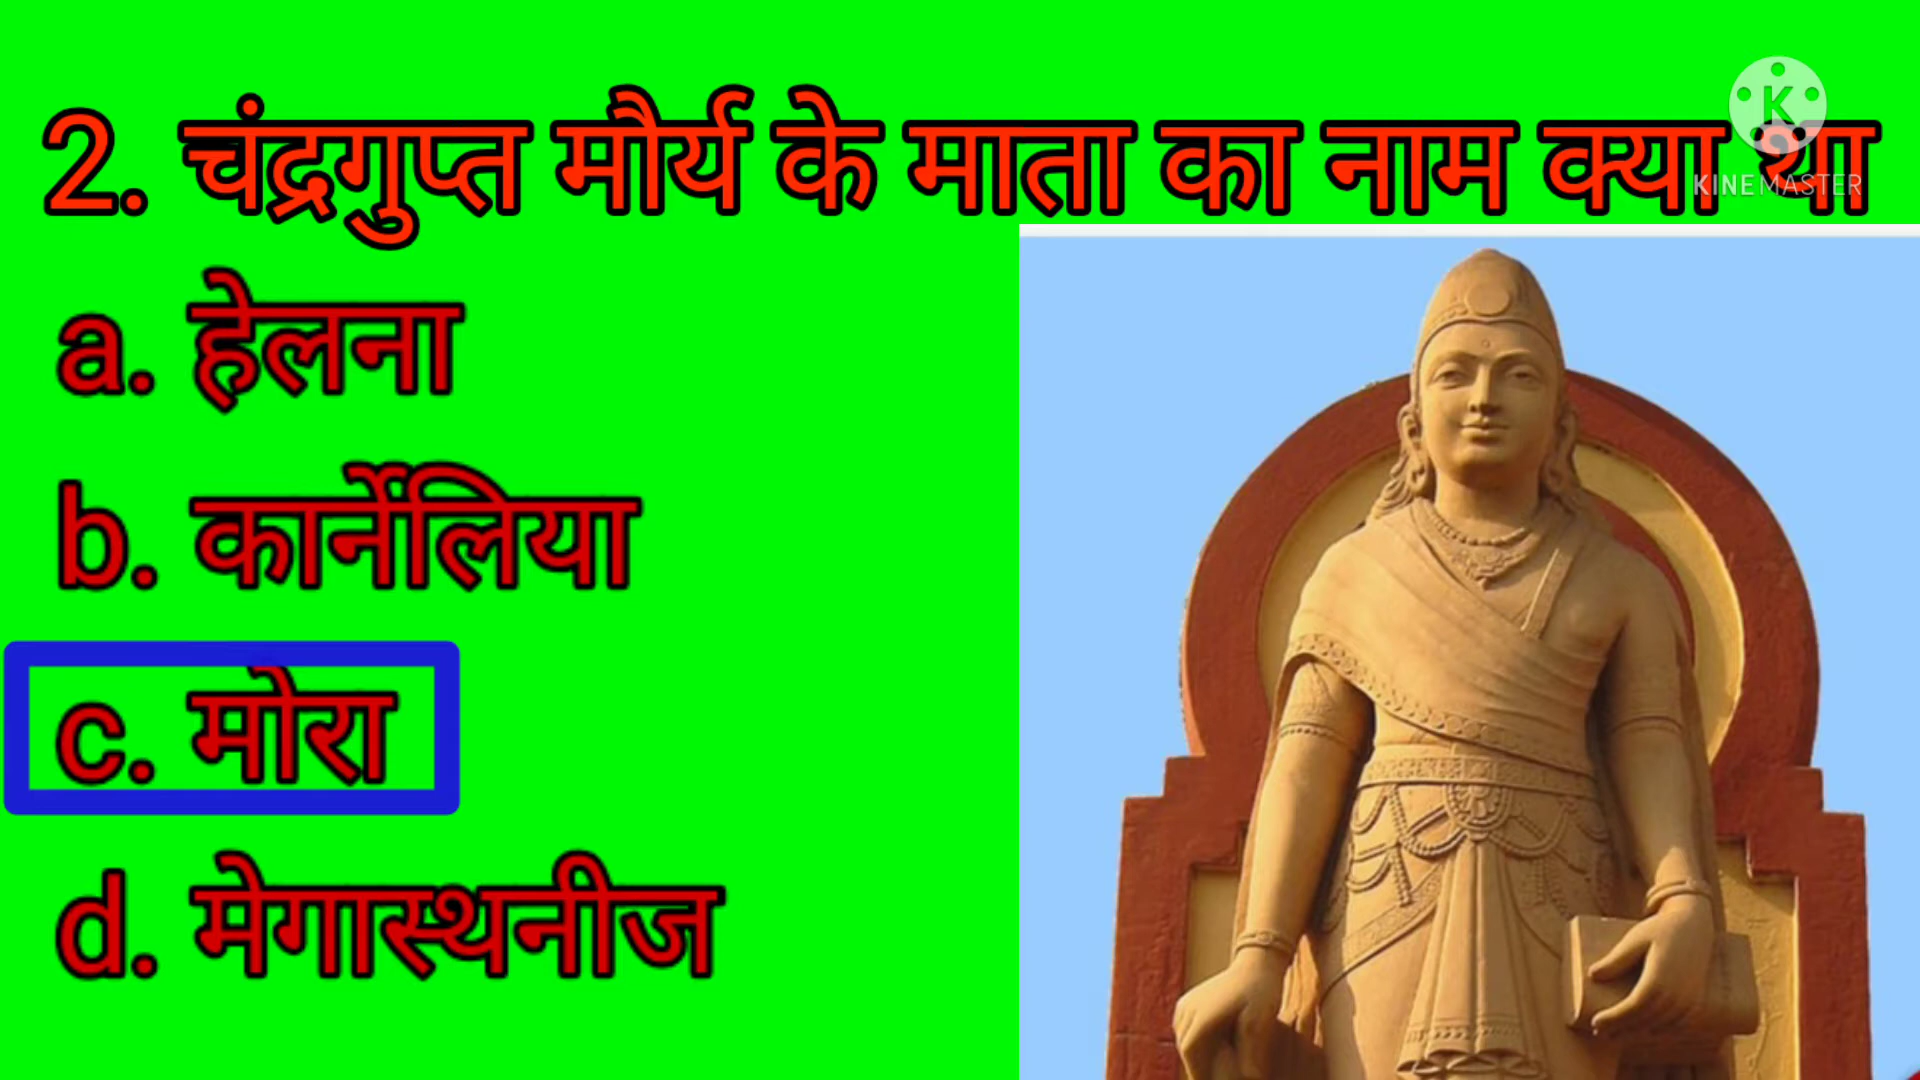 2. चंद्रगुप्त मौर्य के माता का नाम क्या था
K
KINEMASTER
a. हेलना
b. कार्नेलिया
c. मोरा
d. मेगास्थनीज